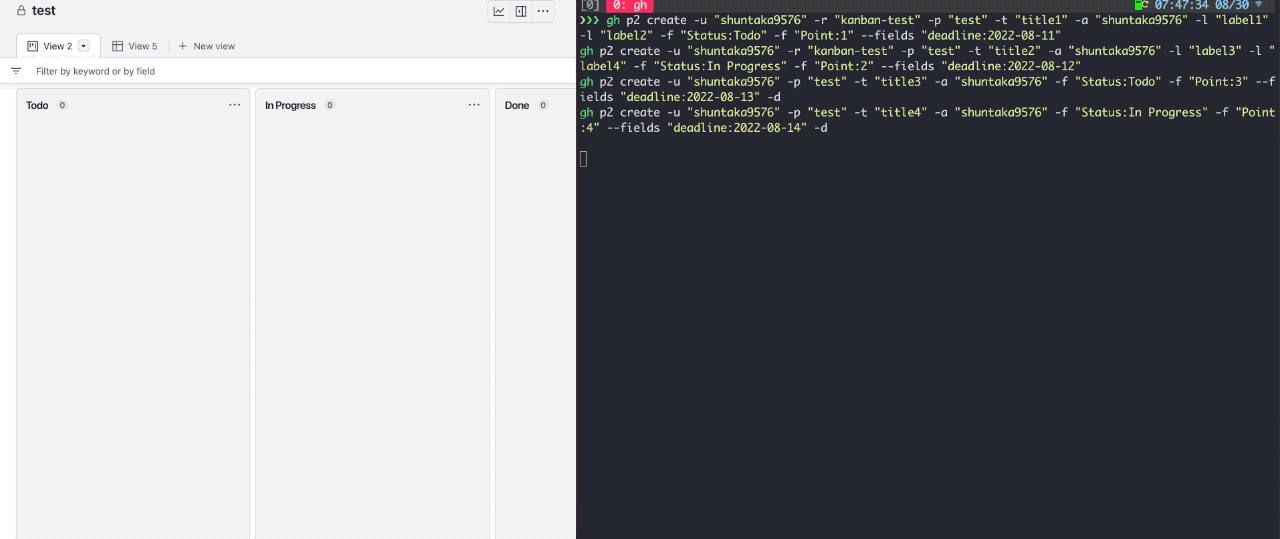 test
View 2
View 5
+ New view
Filter by keyword or by field
Todo 0 ...
In Progress 0 ...
Done 0
[0] 0: gh 07:47:34 08/30
❯❯❯ gh p2 create -u "shuntaka9576" -r "kanban-test" -p "test" -t "title1" -a "shuntaka9576" -l "label1"
-l "label2" -f "Status:Todo" -f "Point:1" --fields "deadline:2022-08-11"
gh p2 create -u "shuntaka9576" -r "kanban-test" -p "test" -t "title2" -a "shuntaka9576" -l "label3" -l "
label4" -f "Status:In Progress" -f "Point:2" --fields "deadline:2022-08-12"
gh p2 create -u "shuntaka9576" -p "test" -t "title3" -a "shuntaka9576" -f "Status:Todo" -f "Point:3" --f
ields "deadline:2022-08-13" -d
gh p2 create -u "shuntaka9576" -p "test" -t "title4" -a "shuntaka9576" -f "Status:In Progress" -f "Point
:4" --fields "deadline:2022-08-14" -d